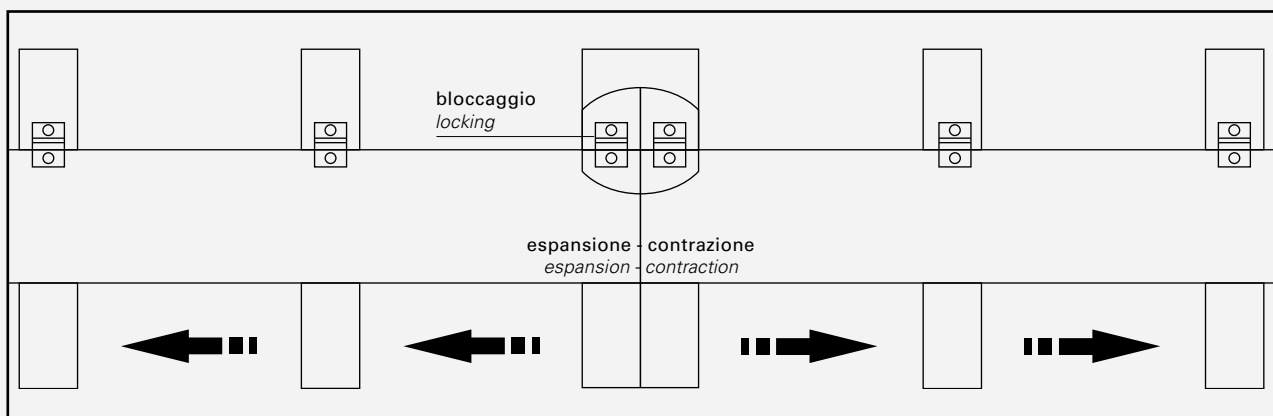 bloccaggio
locking
espansione - contrazione
espansion - contraction